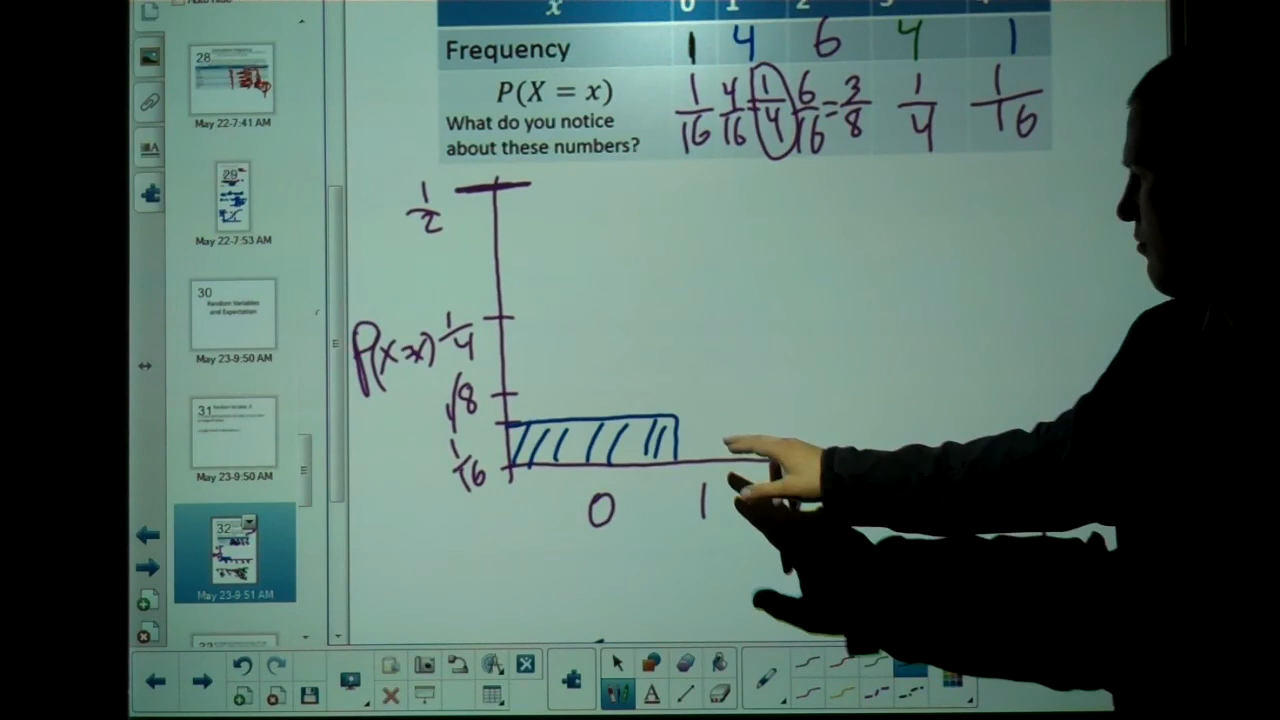 x 0 1 2
Frequency 1 4 6 4 1
P(X = x) 1/16 4/16 = 1/4 6/16 = 3/8 1/4 1/16
What do you notice
about these numbers?
1/2
P(X=x) 1/4
1/8
1/16
0 1
28
May 22-7:41 AM
29
May 22-7:53 AM
30
Random Variables
and Expectation
May 23-9:50 AM
31
May 23-9:50 AM
32
May 23-9:51 AM